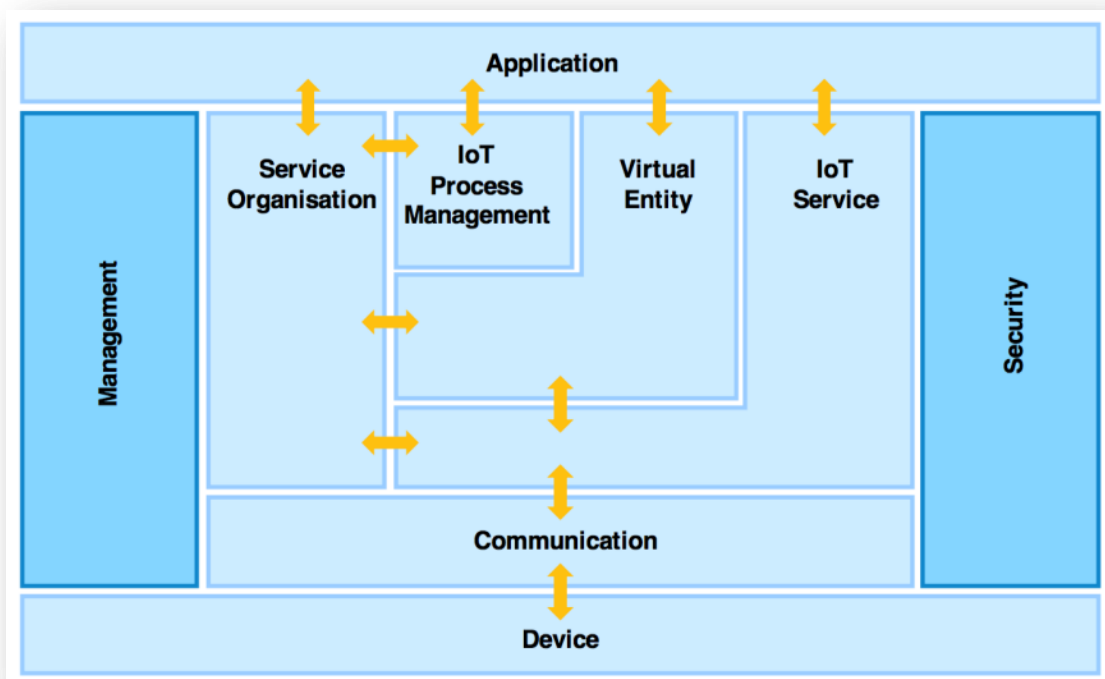 Application
Service
Organisation
IoT
Process
Management
Virtual
Entity
IoT
Service
Management
Security
Communication
Device